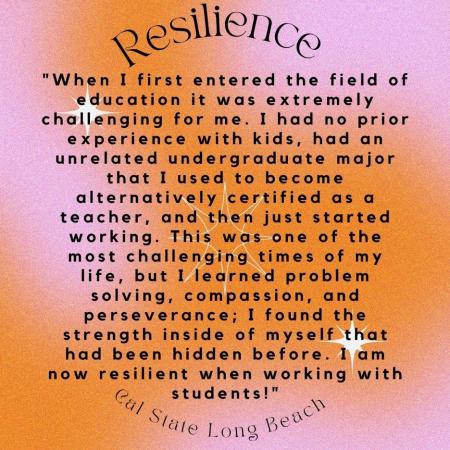 Resilience
"When I first entered the field of
education it was extremely
challenging for me. I had no prior
experience with kids, had an
unrelated undergraduate major
that I used to become
alternatively certified as a
teacher, and then just started
working. This was one of the
most challenging times of my
life, but I learned problem
solving, compassion, and
perseverance; I found the
strength inside of myself that
had been hidden before. I am
now resilient when working with
students!"
Cal State Long Beach